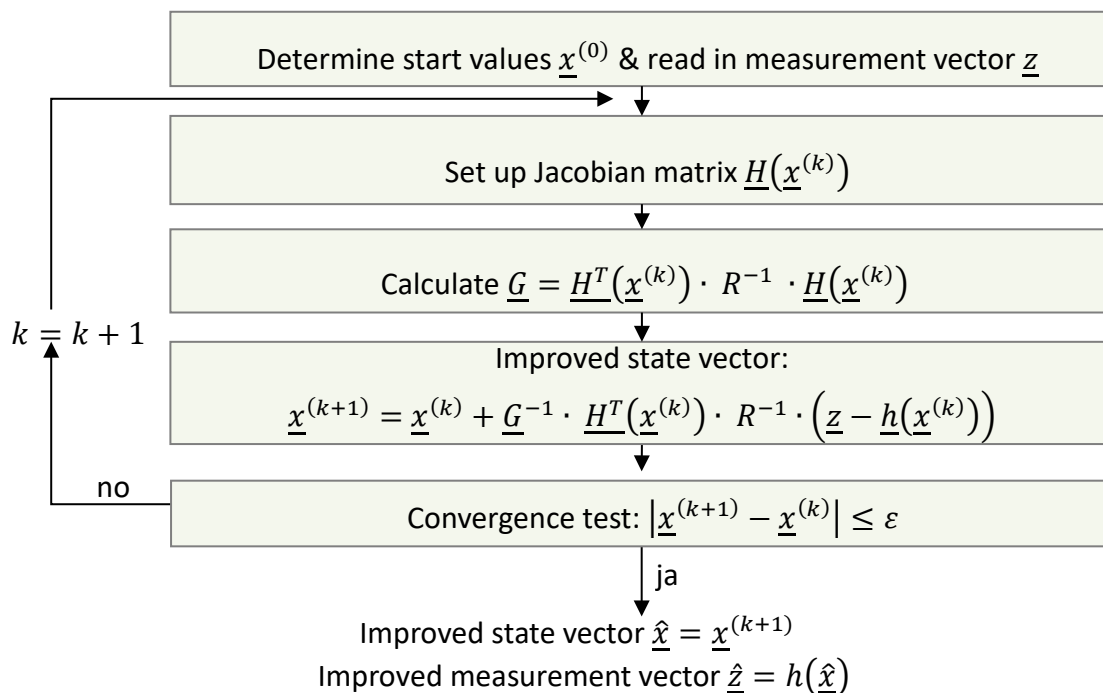 Determine start values x̲⁽⁰⁾ & read in measurement vector z̲
Set up Jacobian matrix H̲(x̲⁽ᵏ⁾)
Calculate G̲ = H̲ᵀ(x̲⁽ᵏ⁾) · R⁻¹ · H̲(x̲⁽ᵏ⁾)
k = k + 1
Improved state vector:
x̲⁽ᵏ⁺¹⁾ = x̲⁽ᵏ⁾ + G̲⁻¹ · H̲ᵀ(x̲⁽ᵏ⁾) · R⁻¹ · (z̲ − h̲(x̲⁽ᵏ⁾))
no
Convergence test: |x̲⁽ᵏ⁺¹⁾ − x̲⁽ᵏ⁾| ≤ ε
ja
Improved state vector x̲̂ = x̲⁽ᵏ⁺¹⁾
Improved measurement vector ẑ̲ = h(x̲̂)